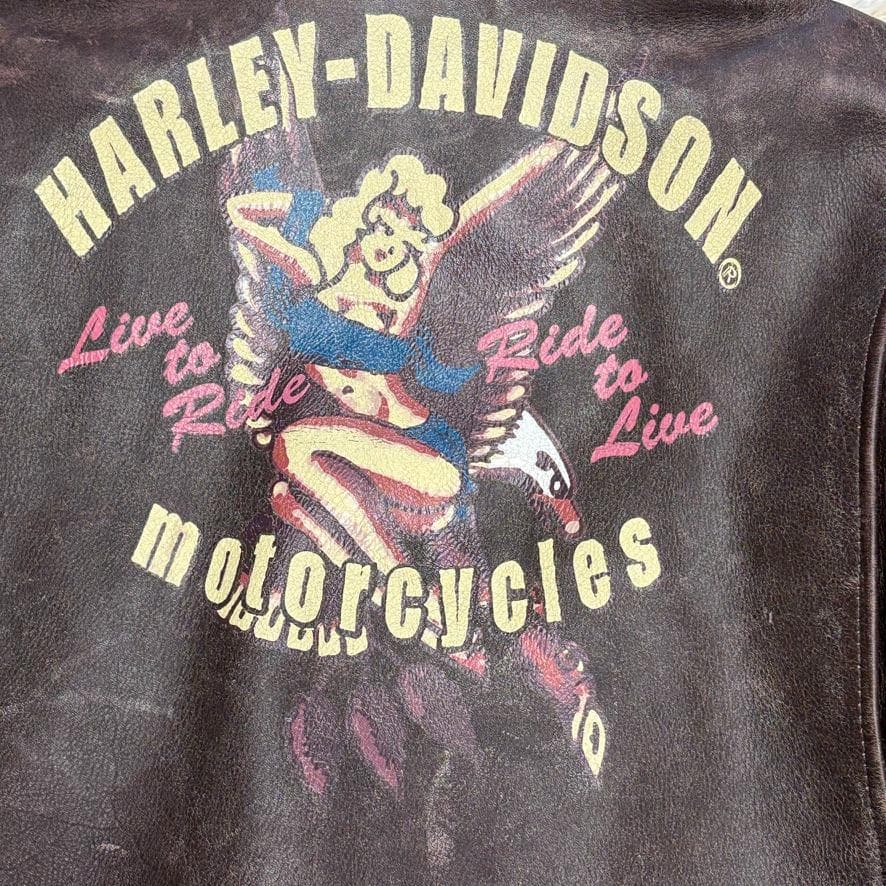 HARLEY-DAVIDSON®
Live
to
Ride
Ride
to
Live
motorcycles